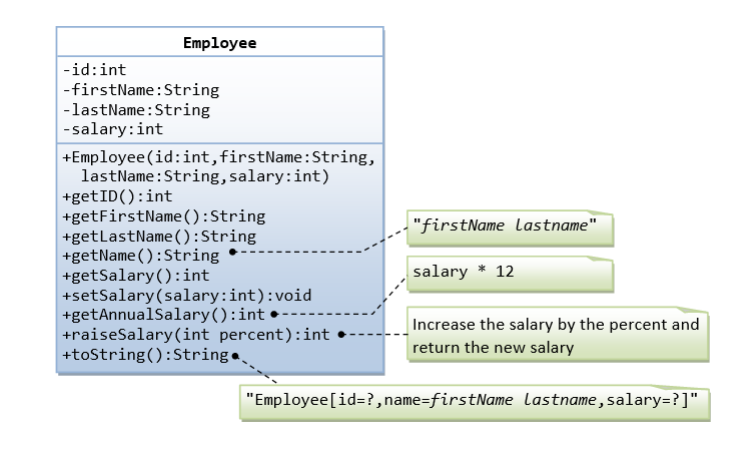 Employee
-id:int
-firstName:String
-lastName:String
-salary:int
+Employee(id:int,firstName:String,
lastName:String,salary:int)
+getID():int
+getFirstName():String
+getLastName():String
+getName():String
+getSalary():int
+setSalary(salary:int):void
+getAnnualSalary():int
+raiseSalary(int percent):int
+toString():String
"firstName lastname"
salary * 12
Increase the salary by the percent and
return the new salary
"Employee[id=?,name=firstName lastname,salary=?]"